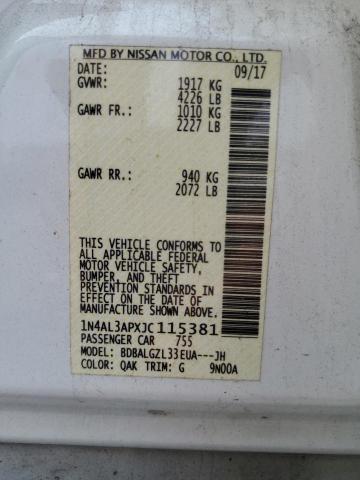 MFD BY NISSAN MOTOR CO., LTD.
DATE: 09/17
GVWR: 1917 KG
4226 LB
GAWR FR.: 1010 KG
2227 LB
GAWR RR.: 940 KG
2072 LB
THIS VEHICLE CONFORMS TO
ALL APPLICABLE FEDERAL
MOTOR VEHICLE SAFETY,
BUMPER, AND THEFT
PREVENTION STANDARDS IN
EFFECT ON THE DATE OF
MANUFACTURE SHOWN ABOVE.
1N4AL3APXJC115381
PASSENGER CAR 755
MODEL: BDBALGZL33EUA---JH
COLOR: QAK TRIM: G 9N00A